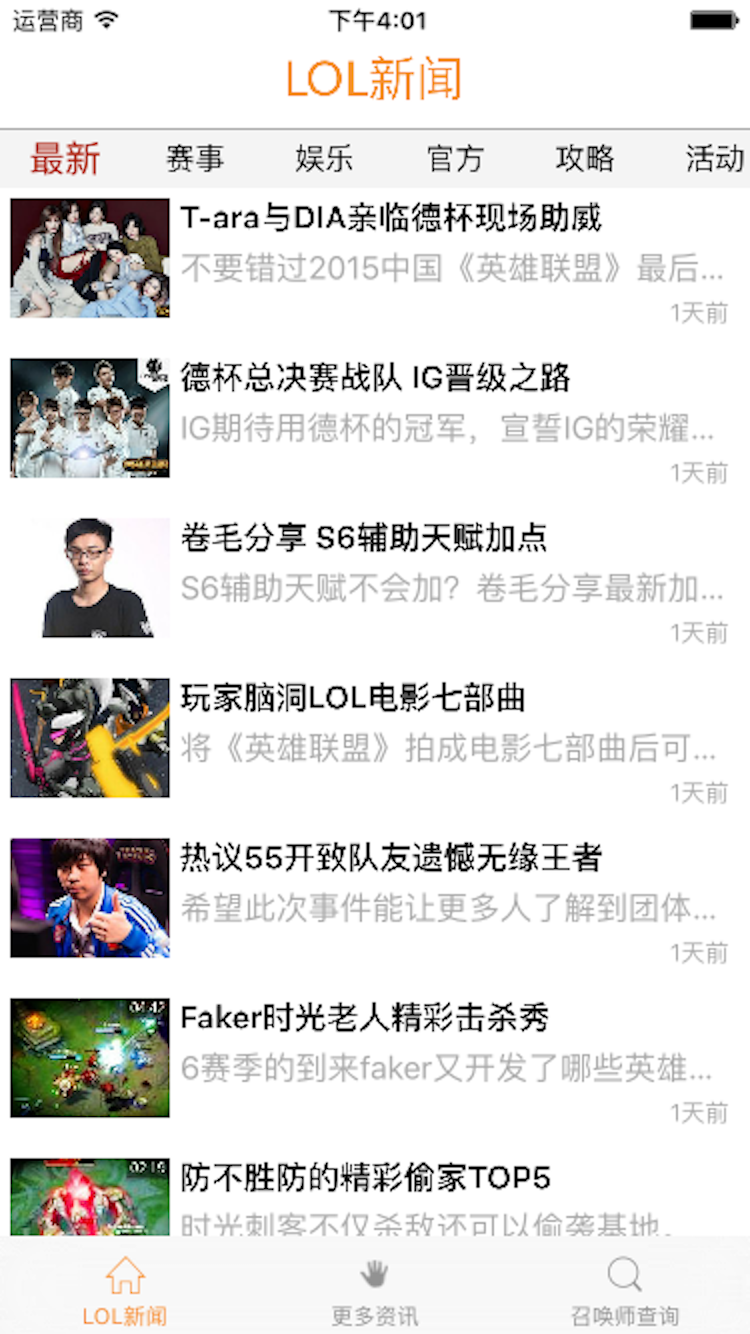 运营商 下午4:01
LOL新闻
最新 赛事 娱乐 官方 攻略 活动
T-ara与DIA亲临德杯现场助威
不要错过2015中国《英雄联盟》最后...
1天前
德杯总决赛战队 IG晋级之路
IG期待用德杯的冠军，宣誓IG的荣耀...
1天前
卷毛分享 S6辅助天赋加点
S6辅助天赋不会加？卷毛分享最新加...
1天前
玩家脑洞LOL电影七部曲
将《英雄联盟》拍成电影七部曲后可...
1天前
热议55开致队友遗憾无缘王者
希望此次事件能让更多人了解到团体...
1天前
04:42
Faker时光老人精彩击杀秀
6赛季的到来faker又开发了哪些英雄...
1天前
02:19
防不胜防的精彩偷家TOP5
时光刺客不仅杀敌还可以偷袭基地。
LOL新闻 更多资讯 召唤师查询